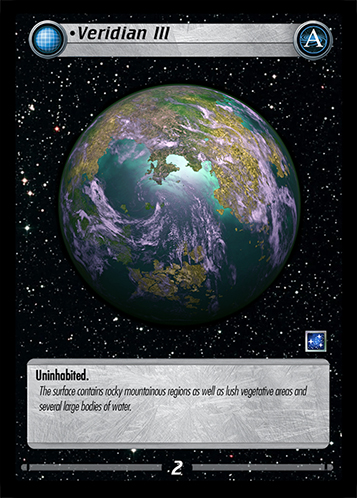 •Veridian III
A
Uninhabited.
The surface contains rocky mountainous regions as well as lush vegetative areas and
several large bodies of water.
2